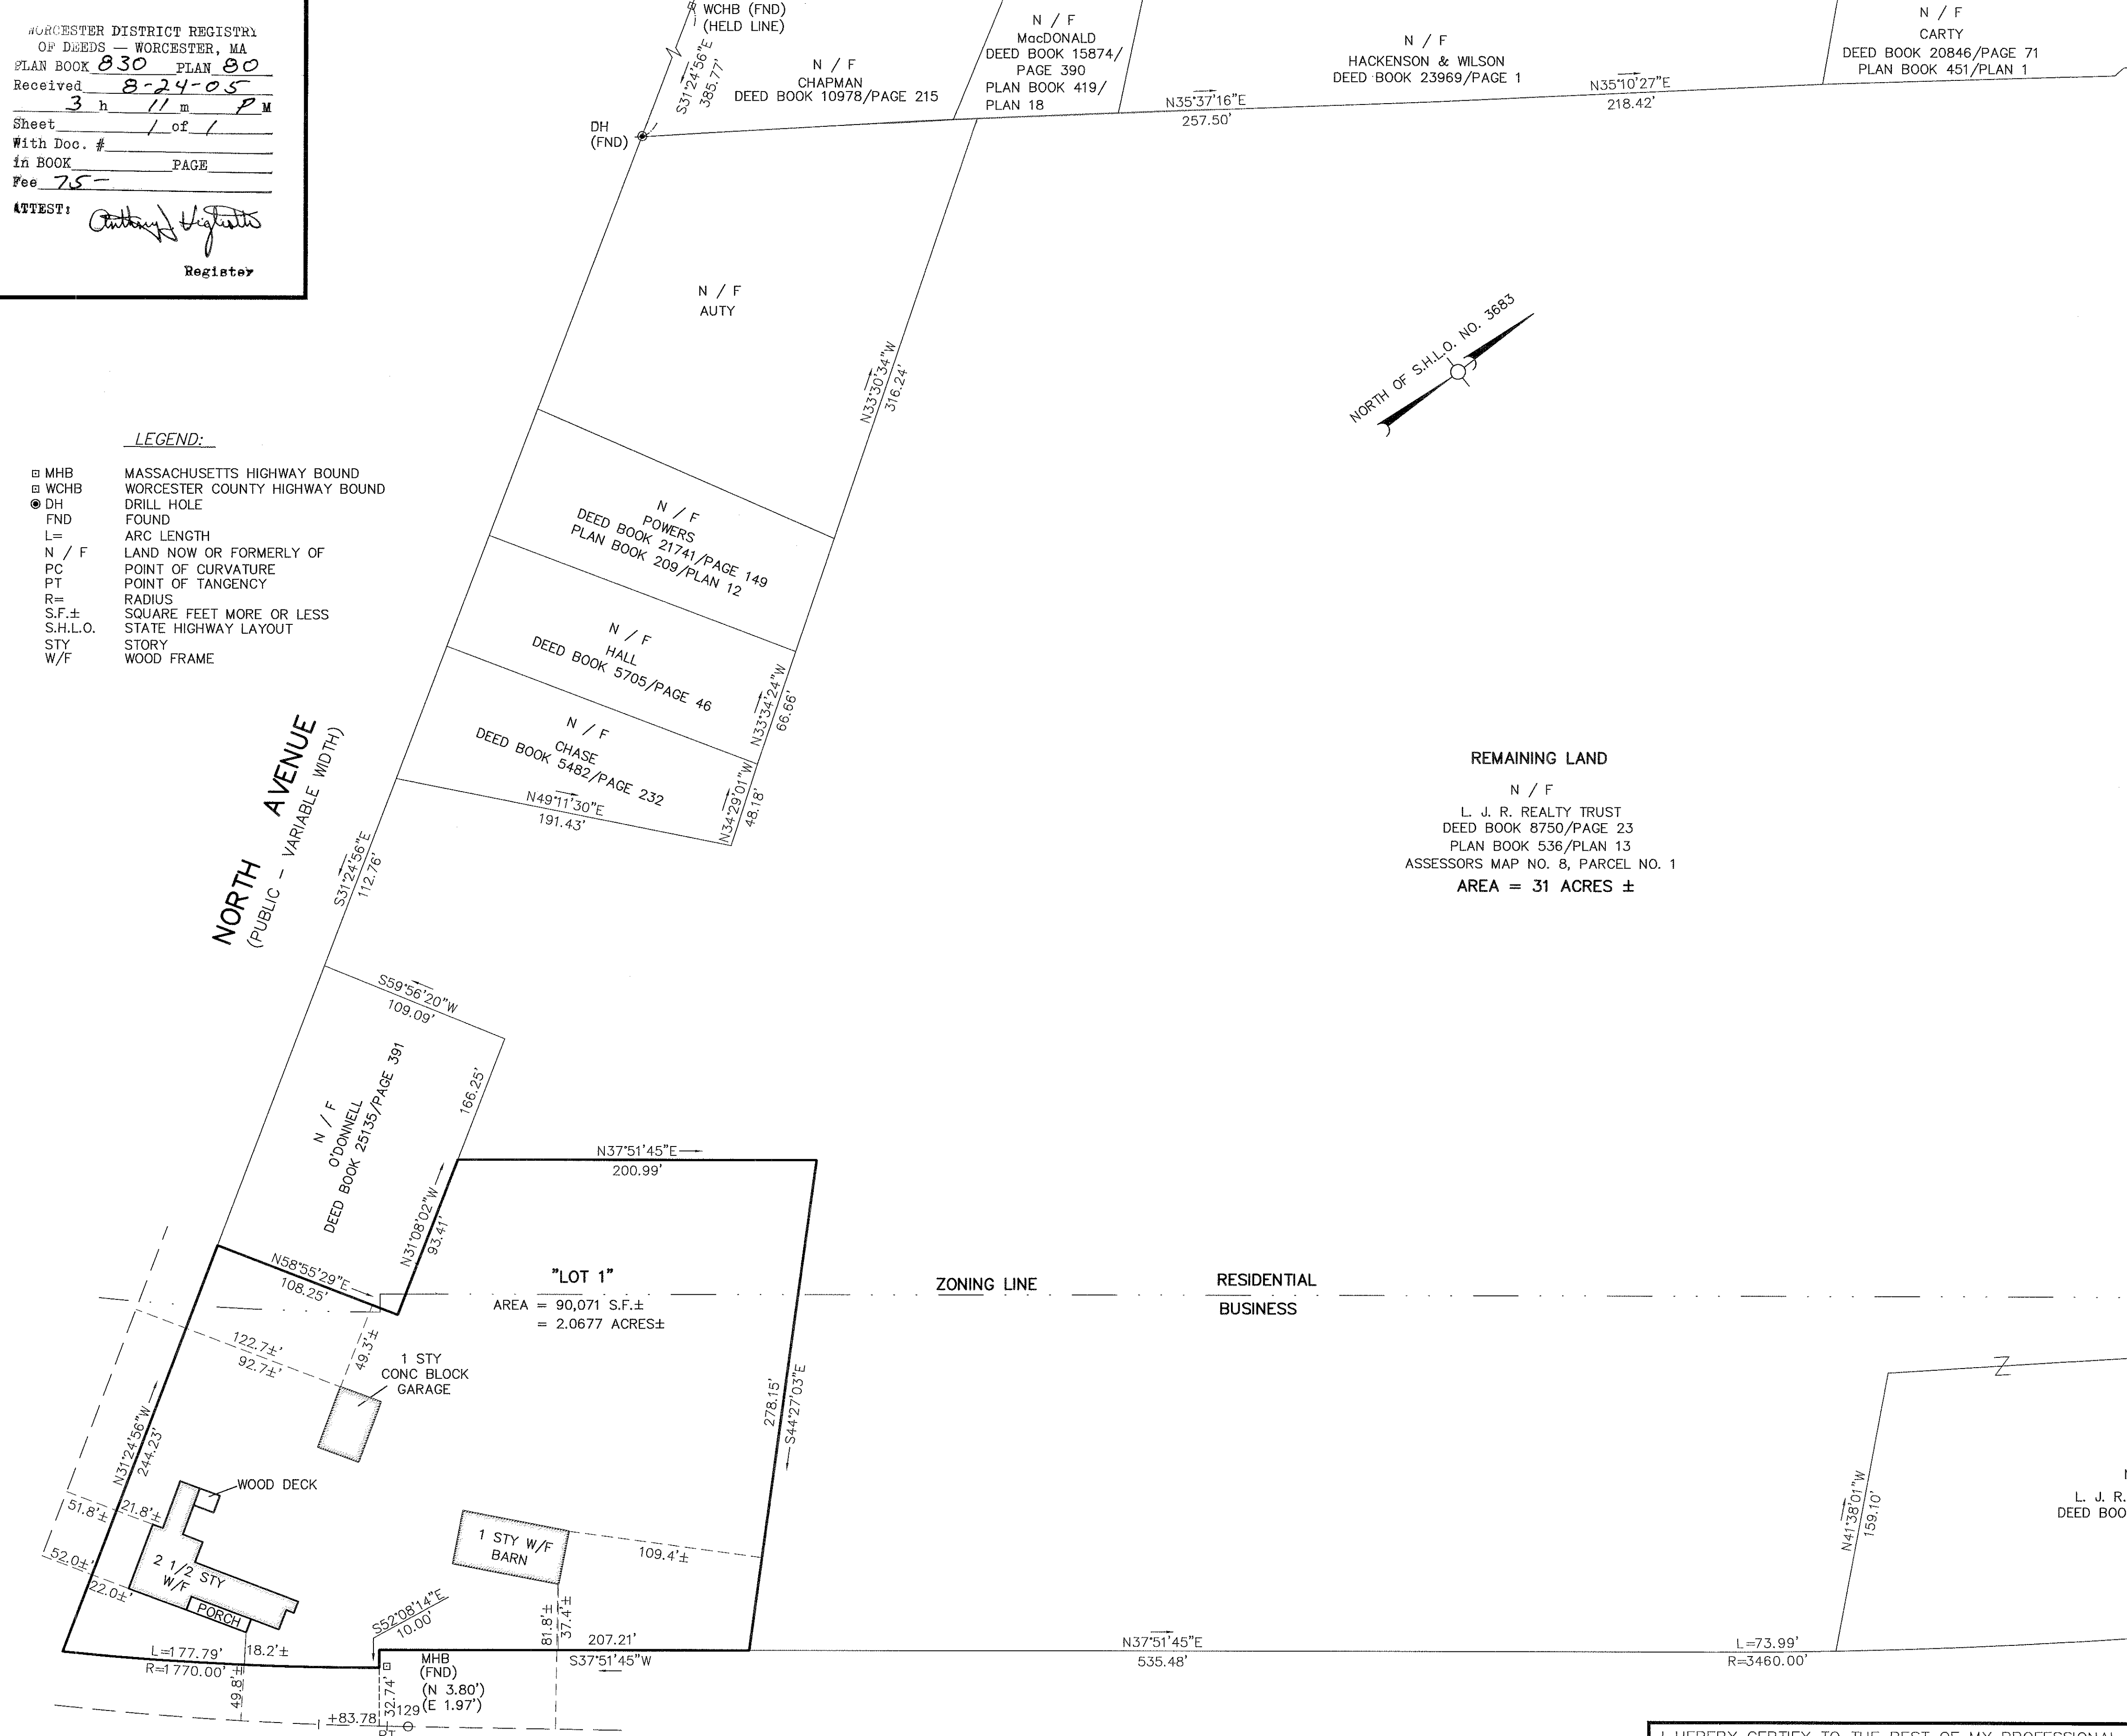 WORCESTER DISTRICT REGISTRY
OF DEEDS — WORCESTER, MA
PLAN BOOK 830 PLAN 80
Received 8-24-05
3 h 11 m P M
Sheet 1 of 1
With Doc. #
in BOOK PAGE
Fee 75-
ATTEST:
Register
WCHB (FND)
(HELD LINE)
S31°24'56"E
385.77'
DH
(FND)
N / F
CHAPMAN
DEED BOOK 10978/PAGE 215
N / F
MacDONALD
DEED BOOK 15874/
PAGE 390
PLAN BOOK 419/
PLAN 18
N35°37'16"E
257.50'
N / F
HACKENSON & WILSON
DEED BOOK 23969/PAGE 1
N35°10'27"E
218.42'
N / F
CARTY
DEED BOOK 20846/PAGE 71
PLAN BOOK 451/PLAN 1
N / F
AUTY
N33°30'34"W
316.24'
NORTH OF S.H.L.O. NO. 3683
LEGEND:
MHB MASSACHUSETTS HIGHWAY BOUND
WCHB WORCESTER COUNTY HIGHWAY BOUND
DH DRILL HOLE
FND FOUND
L= ARC LENGTH
N / F LAND NOW OR FORMERLY OF
PC POINT OF CURVATURE
PT POINT OF TANGENCY
R= RADIUS
S.F.± SQUARE FEET MORE OR LESS
S.H.L.O. STATE HIGHWAY LAYOUT
STY STORY
W/F WOOD FRAME
N / F
POWERS
DEED BOOK 21741/PAGE 149
PLAN BOOK 209/PLAN 12
N / F
HALL
DEED BOOK 5705/PAGE 46
N33°34'24"W
66.66'
N / F
CHASE
DEED BOOK 5482/PAGE 232
N34°29'01"W
48.18'
N49°11'30"E
191.43'
NORTH AVENUE
(PUBLIC - VARIABLE WIDTH)
S31°24'56"E
112.76'
REMAINING LAND
N / F
L. J. R. REALTY TRUST
DEED BOOK 8750/PAGE 23
PLAN BOOK 536/PLAN 13
ASSESSORS MAP NO. 8, PARCEL NO. 1
AREA = 31 ACRES ±
S59°56'20"W
109.09'
N / F
O'DONNELL
DEED BOOK 25135/PAGE 391
166.25'
N31°08'02"W
93.41'
N37°51'45"E
200.99'
N58°55'29"E
108.25'
"LOT 1"
AREA = 90,071 S.F.±
= 2.0677 ACRES±
ZONING LINE
RESIDENTIAL
BUSINESS
122.7±'
92.7±'
49.3'±
1 STY
CONC BLOCK
GARAGE
278.15'
S44°27'03"E
N31°24'56"W
244.23'
WOOD DECK
51.8'±
21.8'±
52.0±'
22.0±'
2 1/2 STY
W/F
PORCH
1 STY W/F
BARN
109.4'±
S52°08'14"E
10.00'
81.8'±
37.4'±
L=177.79'
R=1770.00'
18.2'±
49.8'±
207.21'
S37°51'45"W
MHB
(FND)
(N 3.80')
(E 1.97')
32.74'
+83.78
129
PT
N37°51'45"E
535.48'
L=73.99'
R=3460.00'
N41°38'01"W
159.10'
L. J. R.
DEED BOO
I HEREBY CERTIFY TO THE BEST OF MY PROFESSIONAL